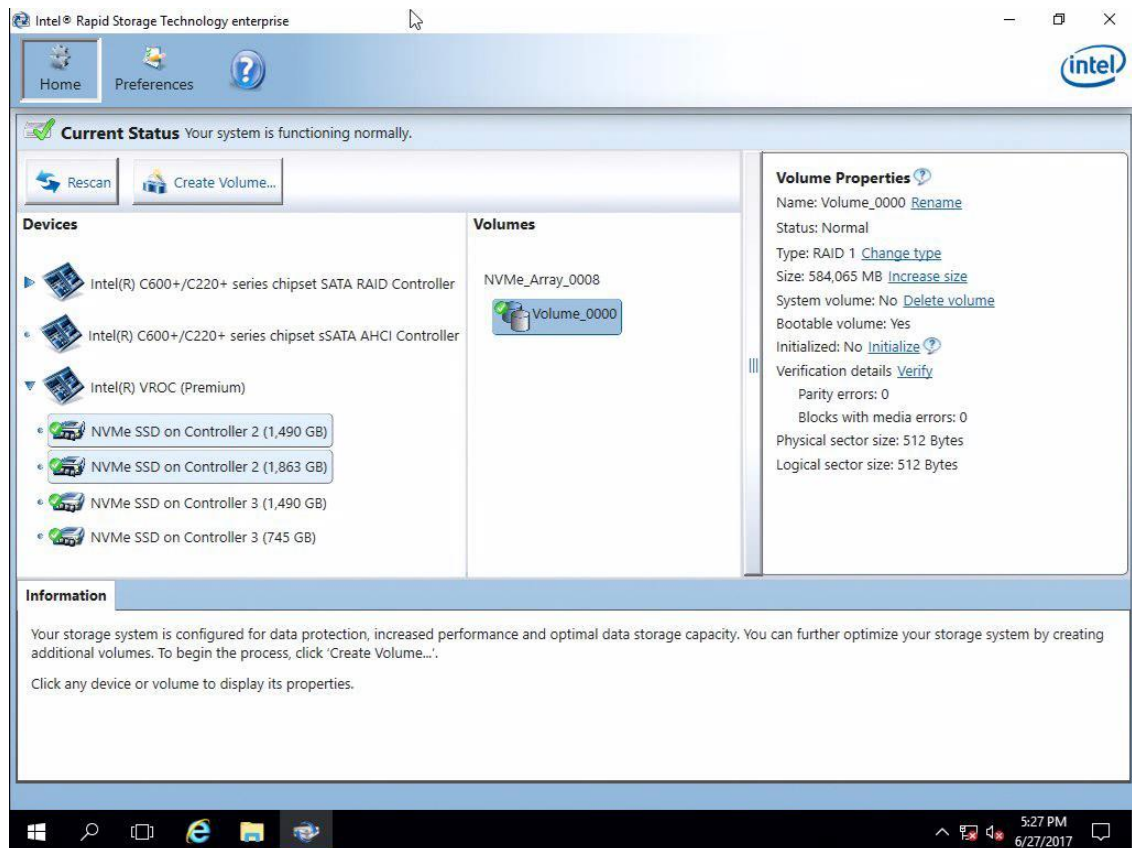 Intel® Rapid Storage Technology enterprise
Home
Preferences
?
intel
Current Status Your system is functioning normally.
Rescan
Create Volume...
Devices
Intel(R) C600+/C220+ series chipset SATA RAID Controller
Intel(R) C600+/C220+ series chipset sSATA AHCI Controller
Intel(R) VROC (Premium)
NVMe SSD on Controller 2 (1,490 GB)
NVMe SSD on Controller 2 (1,863 GB)
NVMe SSD on Controller 3 (1,490 GB)
NVMe SSD on Controller 3 (745 GB)
Volumes
NVMe_Array_0008
Volume_0000
Volume Properties ?
Name: Volume_0000 Rename
Status: Normal
Type: RAID 1 Change type
Size: 584,065 MB Increase size
System volume: No Delete volume
Bootable volume: Yes
Initialized: No Initialize ?
Verification details Verify
Parity errors: 0
Blocks with media errors: 0
Physical sector size: 512 Bytes
Logical sector size: 512 Bytes
Information
Your storage system is configured for data protection, increased performance and optimal data storage capacity. You can further optimize your storage system by creating
additional volumes. To begin the process, click 'Create Volume...'.
Click any device or volume to display its properties.
5:27 PM
6/27/2017